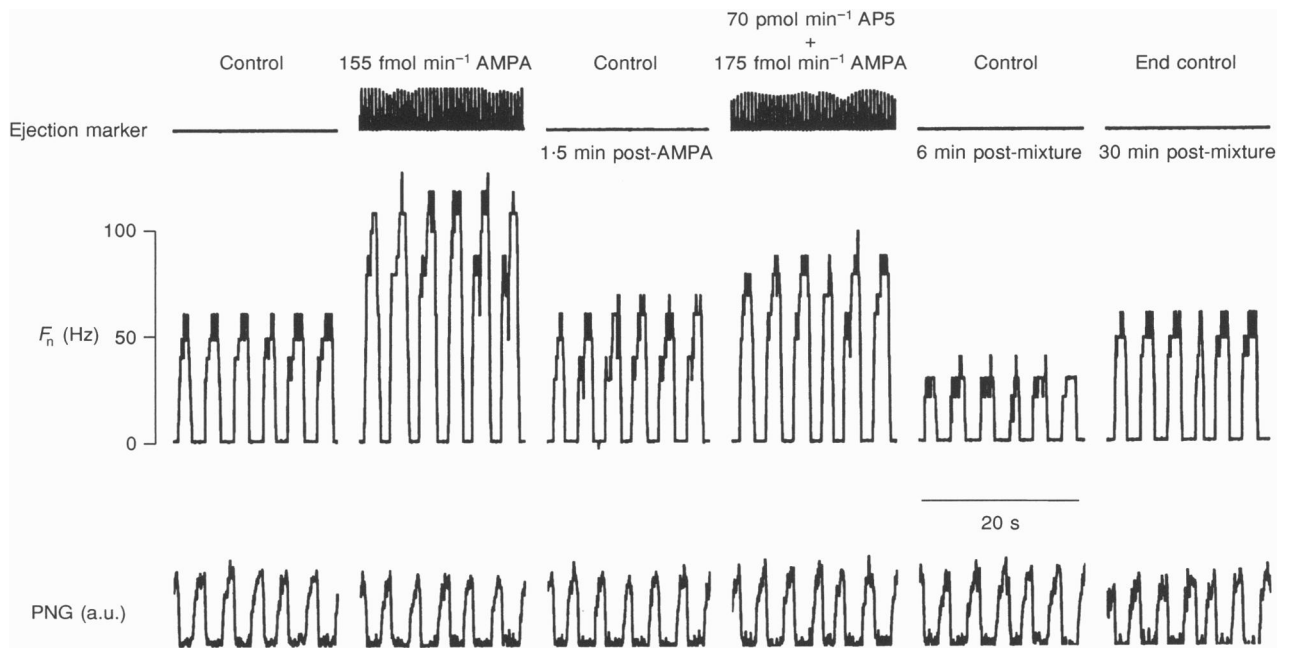 70 pmol min⁻¹ AP5
+
Control 155 fmol min⁻¹ AMPA Control 175 fmol min⁻¹ AMPA Control End control
Ejection marker
1·5 min post-AMPA 6 min post-mixture 30 min post-mixture
100
Fₙ (Hz) 50
0
20 s
PNG (a.u.)